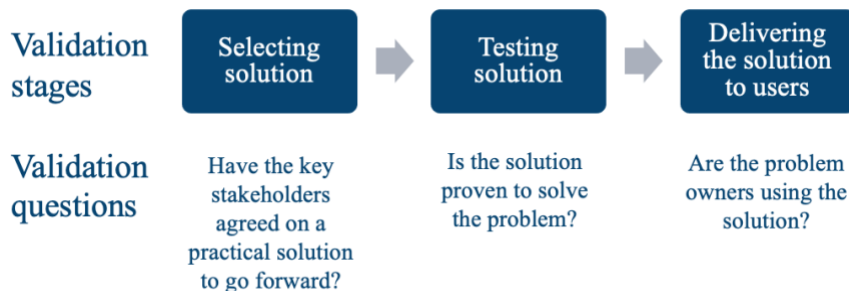 Validation
stages
Selecting
solution
Testing
solution
Delivering
the solution
to users
Validation
questions
Have the key
stakeholders
agreed on a
practical solution
to go forward?
Is the solution
proven to solve
the problem?
Are the problem
owners using the
solution?